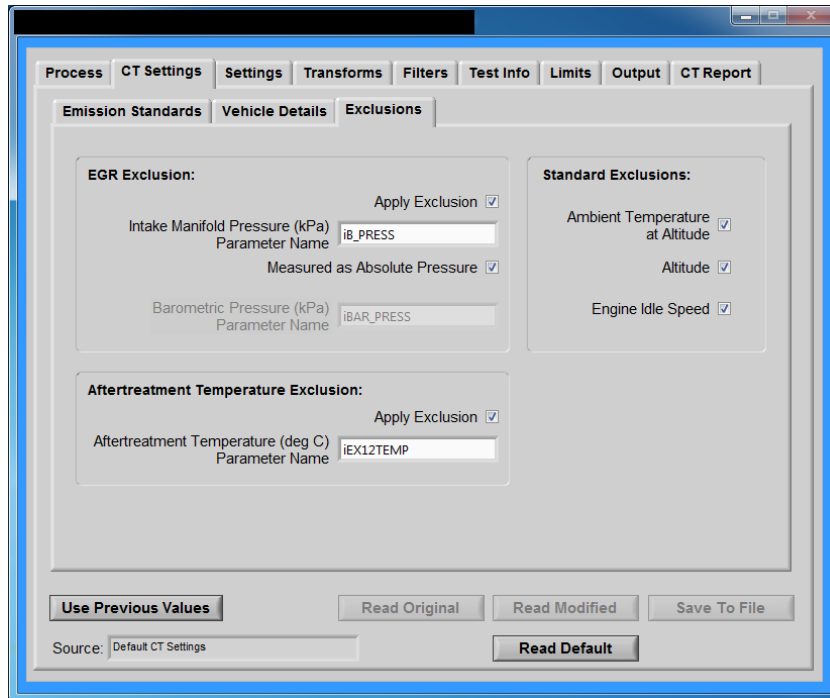 Process CT Settings Settings Transforms Filters Test Info Limits Output CT Report
Emission Standards Vehicle Details Exclusions
EGR Exclusion:
Apply Exclusion
Intake Manifold Pressure (kPa)
Parameter Name
iB_PRESS
Measured as Absolute Pressure
Barometric Pressure (kPa)
Parameter Name
iBAR_PRESS
Standard Exclusions:
Ambient Temperature
at Altitude
Altitude
Engine Idle Speed
Aftertreatment Temperature Exclusion:
Apply Exclusion
Aftertreatment Temperature (deg C)
Parameter Name
iEX12TEMP
Use Previous Values Read Original Read Modified Save To File
Source: Default CT Settings Read Default